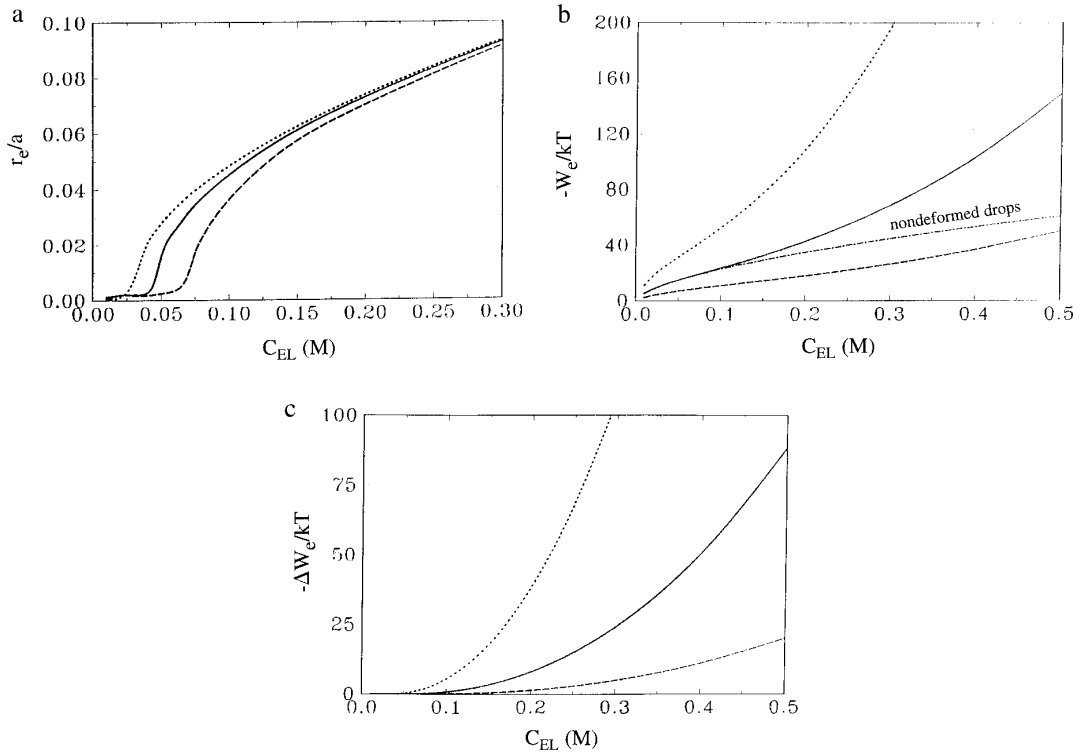 a
0.10
0.08
0.06
0.04
0.02
0.00
r_e/a
0.00 0.05 0.10 0.15 0.20 0.25 0.30
C_EL (M)
b
200
160
120
80
40
0
-W_e/kT
nondeformed drops
0.0 0.1 0.2 0.3 0.4 0.5
C_EL (M)
c
100
75
50
25
0
-ΔW_e/kT
0.0 0.1 0.2 0.3 0.4 0.5
C_EL (M)